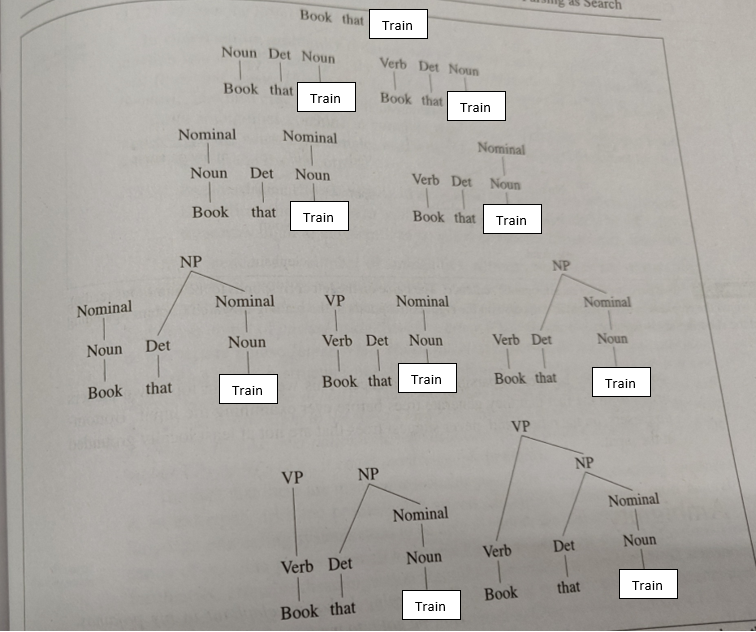 as Search
Book that Train
Noun Det Noun
Book that Train
Verb Det Noun
Book that Train
Nominal Nominal
Noun Det Noun
Book that Train
Nominal
Verb Det Noun
Book that Train
NP
Nominal Nominal
Noun Det Noun
Book that Train
VP Nominal
Verb Det Noun
Book that Train
NP
Nominal
Verb Det Noun
Book that Train
VP NP
Nominal
Verb Det Noun
Book that Train
VP
NP
Nominal
Verb Det Noun
Book that Train